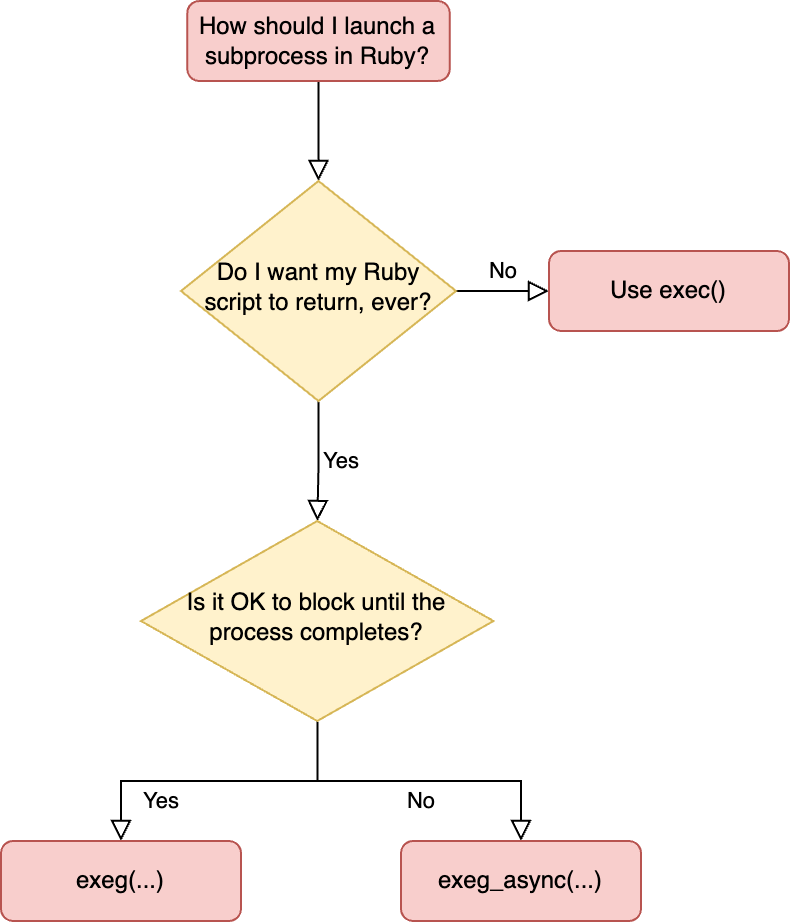 How should I launch a
subprocess in Ruby?
Do I want my Ruby
script to return, ever?
No
Use exec()
Yes
Is it OK to block until the
process completes?
Yes
No
exeg(...)
exeg_async(...)